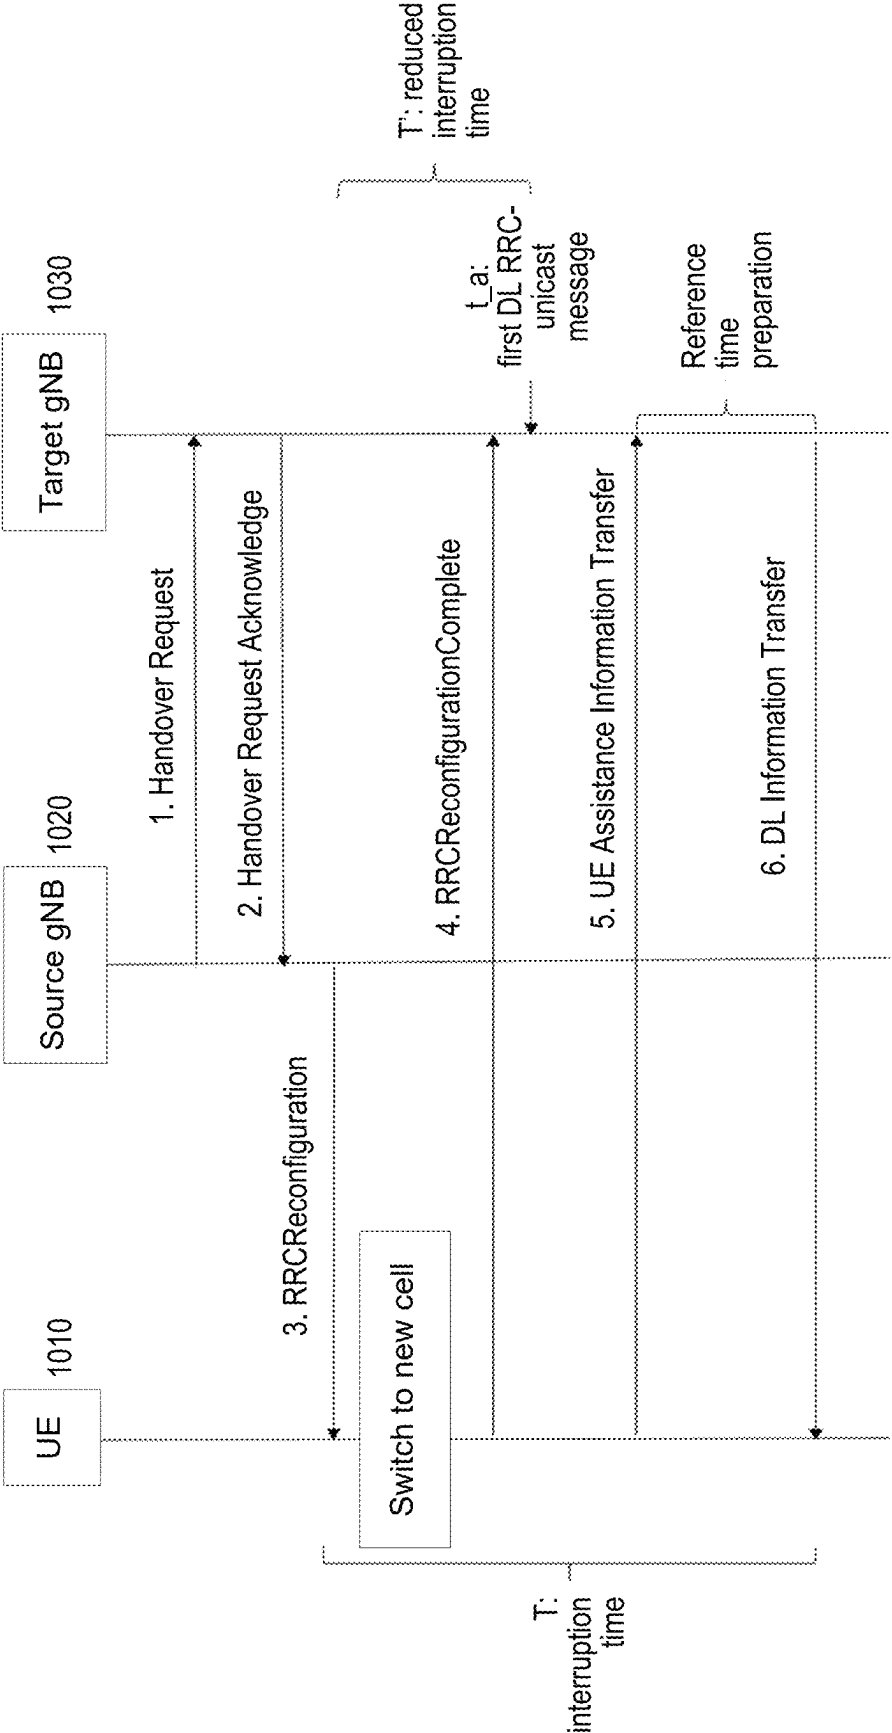 UE
1010
Source gNB
1020
Target gNB
1030
1. Handover Request
2. Handover Request Acknowledge
3. RRCReconfiguration
Switch to new cell
4. RRCReconfigurationComplete
t_a:
first DL RRC-
unicast
message
T': reduced
interruption
time
5. UE Assistance Information Transfer
Reference
time
preparation
6. DL Information Transfer
T:
interruption
time